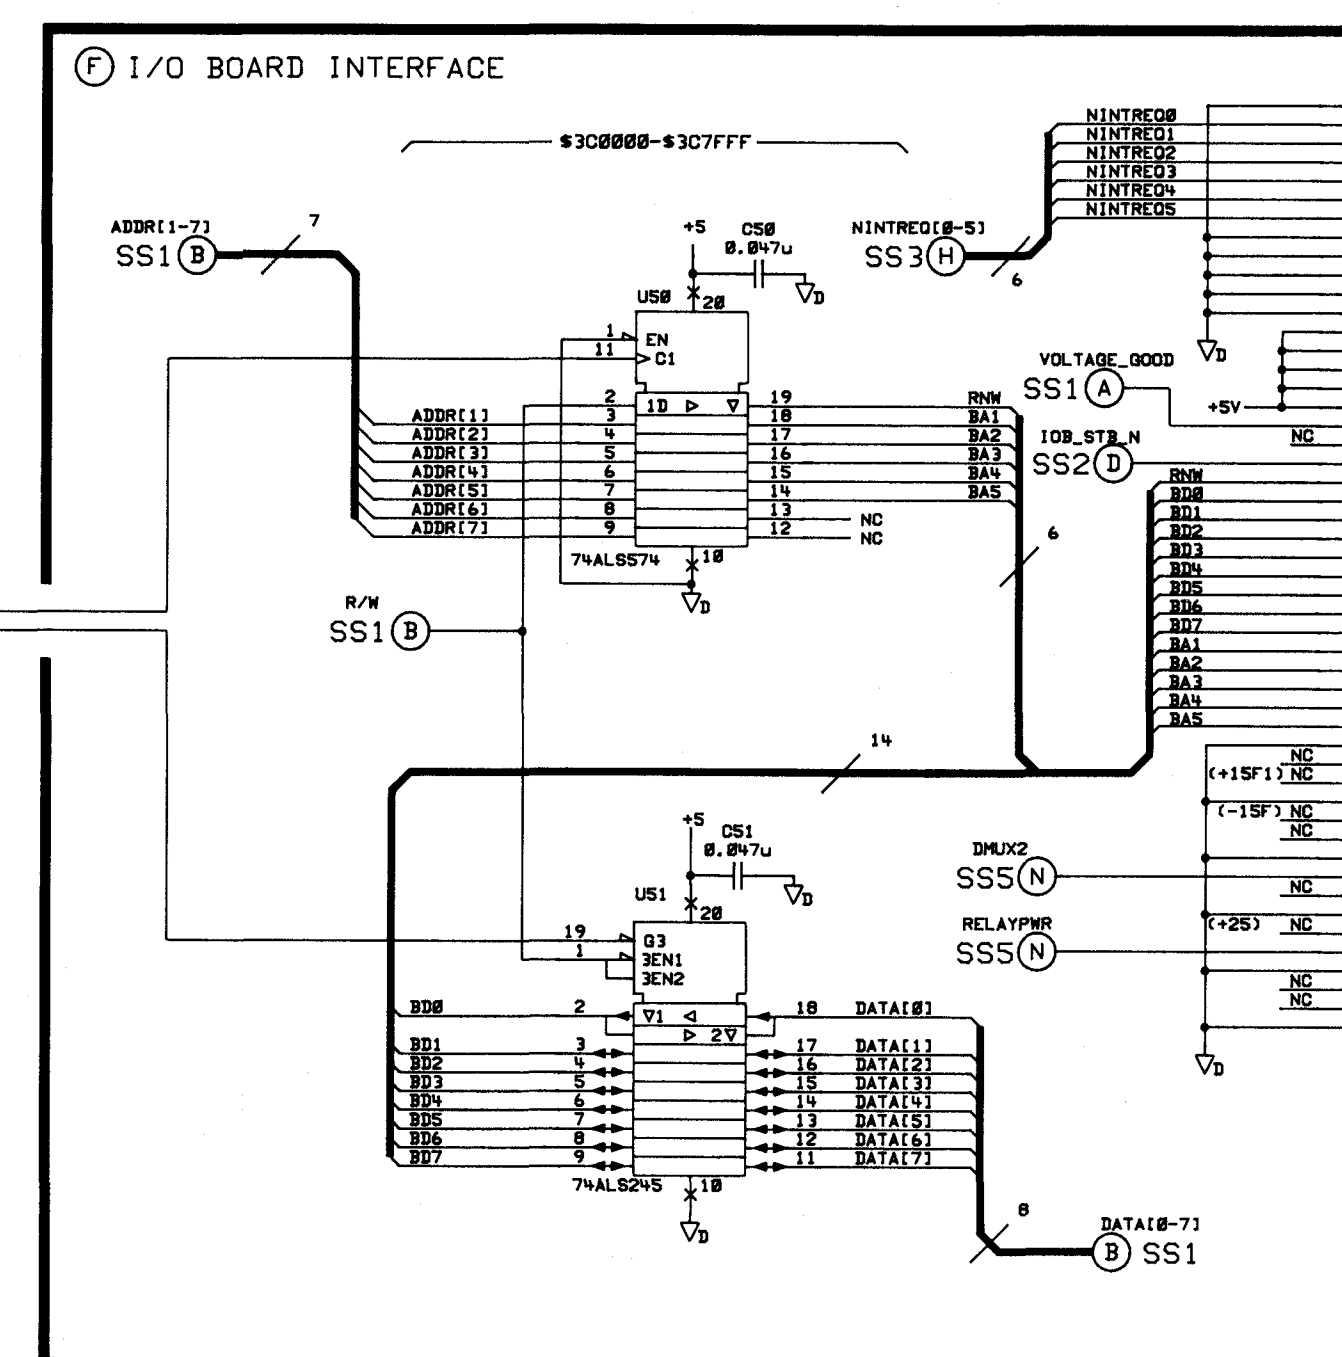 F I/O BOARD INTERFACE
$3C0000-$3C7FFF
NINTREQ0
NINTREQ1
NINTREQ2
NINTREQ3
NINTREQ4
NINTREQ5
ADDR[1-7]
7
SS1 B
+5
C50
0.047u
D
NINTREQ[0-5]
SS3 H
6
D
U50
20
1
EN
11
C1
VOLTAGE_GOOD
SS1 A
+5V
NC
IOB_STB_N
SS2 D
2
1D
19
RNW
ADDR[1]
3
18
BA1
ADDR[2]
4
17
BA2
ADDR[3]
5
16
BA3
ADDR[4]
6
15
BA4
ADDR[5]
7
14
BA5
ADDR[6]
8
13
NC
ADDR[7]
9
12
NC
74ALS574
10
D
6
RNW
BD0
BD1
BD2
BD3
BD4
BD5
BD6
BD7
BA1
BA2
BA3
BA4
BA5
R/W
SS1 B
14
NC
(+15F1) NC
(-15F) NC
NC
+5
C51
0.047u
D
DMUX2
SS5 N
NC
RELAYPWR
SS5 N
(+25) NC
NC
NC
D
U51
20
19
G3
1
3EN1
3EN2
BD0
2
1
18
DATA[0]
2
BD1
3
17
DATA[1]
BD2
4
16
DATA[2]
BD3
5
15
DATA[3]
BD4
6
14
DATA[4]
BD5
7
13
DATA[5]
BD6
8
12
DATA[6]
BD7
9
11
DATA[7]
74ALS245
10
D
8
DATA[0-7]
B SS1